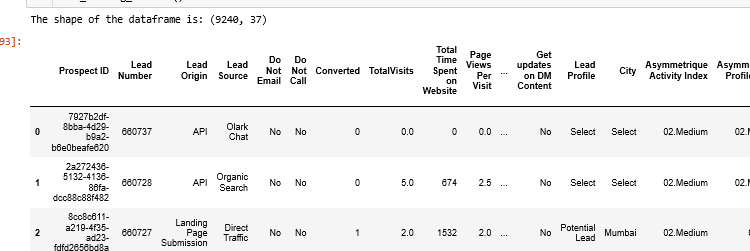 The shape of the dataframe is: (9240, 37)
93]:
Prospect ID Lead Number Lead Origin Lead Source Do Not Email Do Not Call Converted TotalVisits Total Time Spent on Website Page Views Per Visit ... Get updates on DM Content Lead Profile City Asymmetrique Activity Index Asymm Profile
0 7927b2df-8bba-4d29-b9a2-b6e0beafe620 660737 API Olark Chat No No 0 0.0 0 0.0 ... No Select Select 02.Medium 02.M
1 2a272436-5132-4136-86fa-dcc88c88f482 660728 API Organic Search No No 0 5.0 674 2.5 ... No Select Select 02.Medium 02.M
2 8cc8c611-a219-4f35-ad23-fdfd2656bd8a 660727 Landing Page Submission Direct Traffic No No 1 2.0 1532 2.0 ... No Potential Lead Mumbai 02.Medium